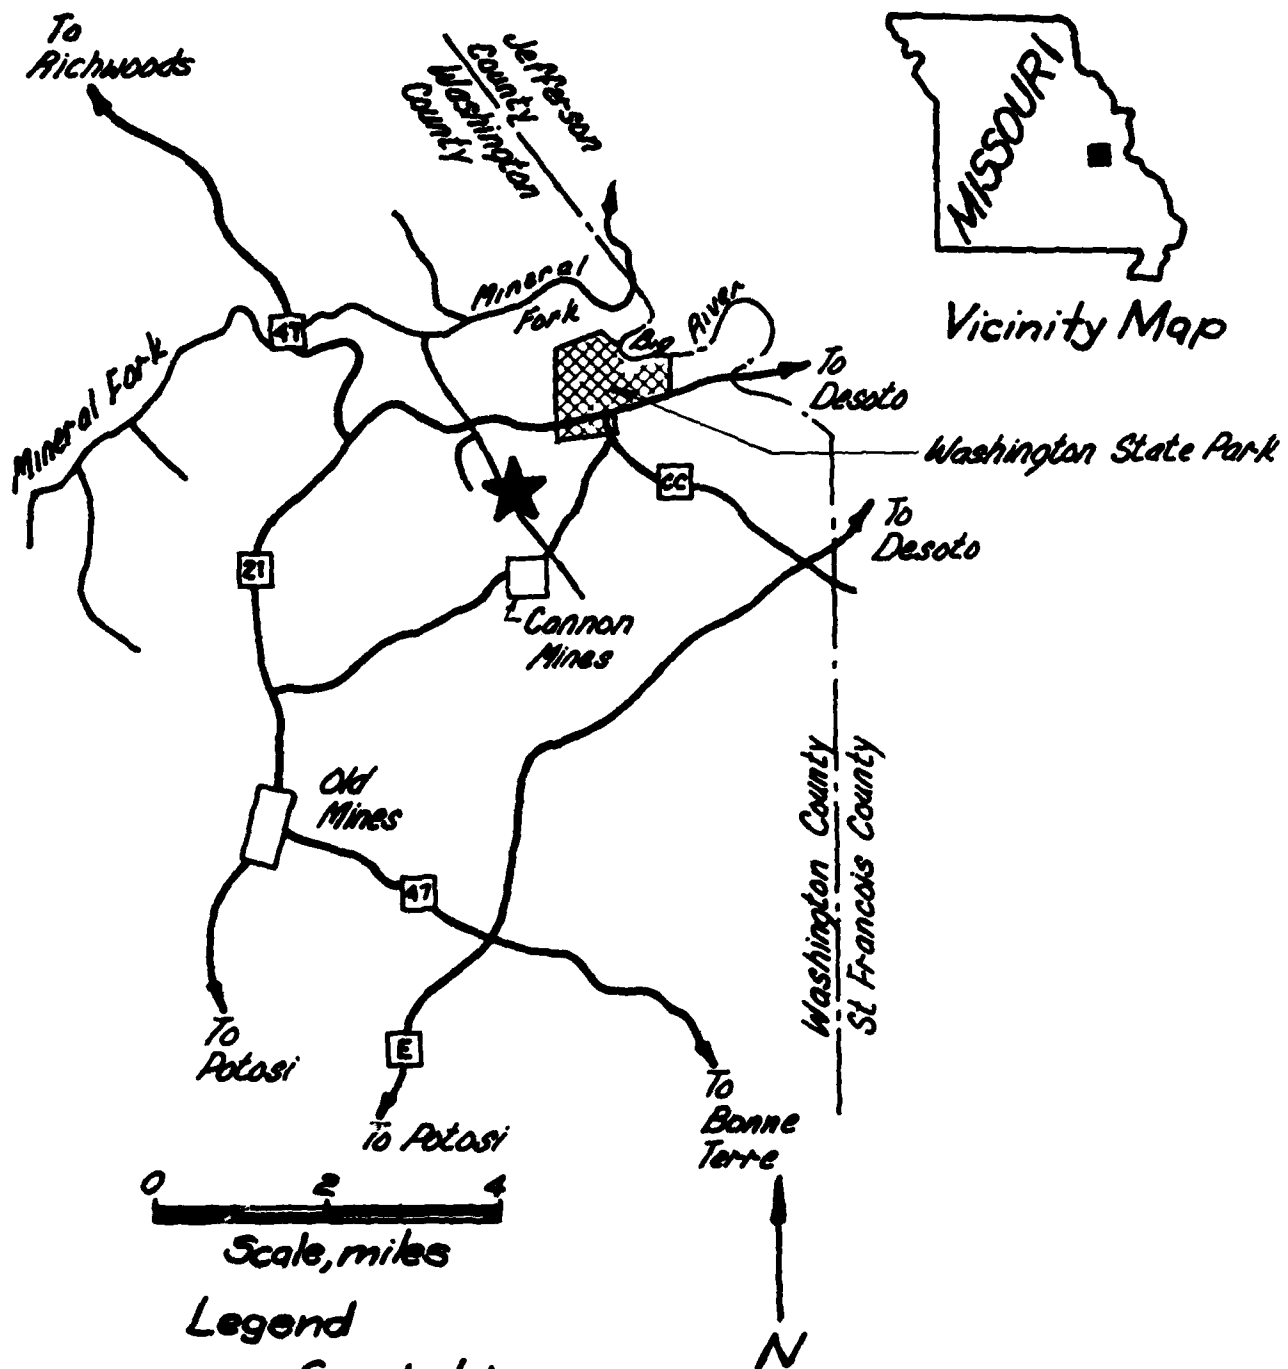 To
Richwoods
Jefferson
County
Washington
County
MISSOURI
Vicinity Map
Mineral
Fork
Big River
47
Mineral Fork
To
Desoto
Washington State Park
CC
To
Desoto
21
Cannon
Mines
Old
Mines
47
Washington County
St Francois County
To
Potosi
E
To Potosi
To
Bonne
Terre
0 2 4
Scale, miles
Legend
N